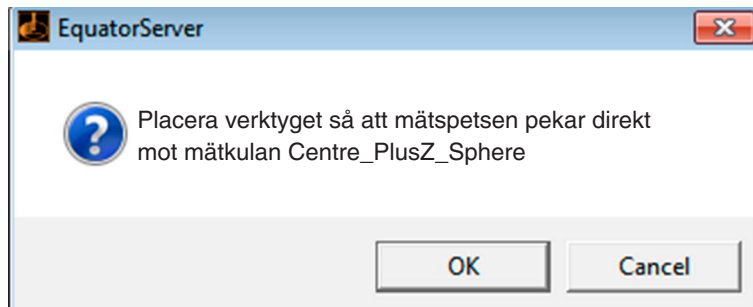 EquatorServer
Placera verktyget så att mätspetsen pekar direkt
mot mätkulan Centre_PlusZ_Sphere
OK
Cancel